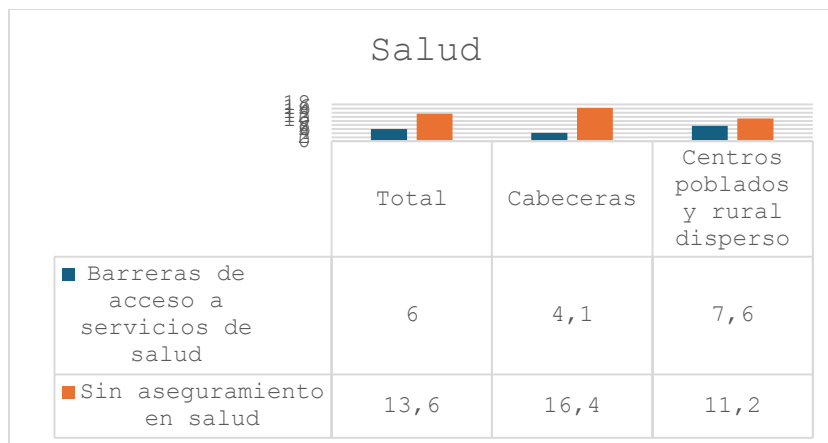 Salud
Total
Cabeceras
Centros
poblados
y rural
disperso
Barreras de
acceso a
servicios de
salud
6
4,1
7,6
Sin aseguramiento
en salud
13,6
16,4
11,2